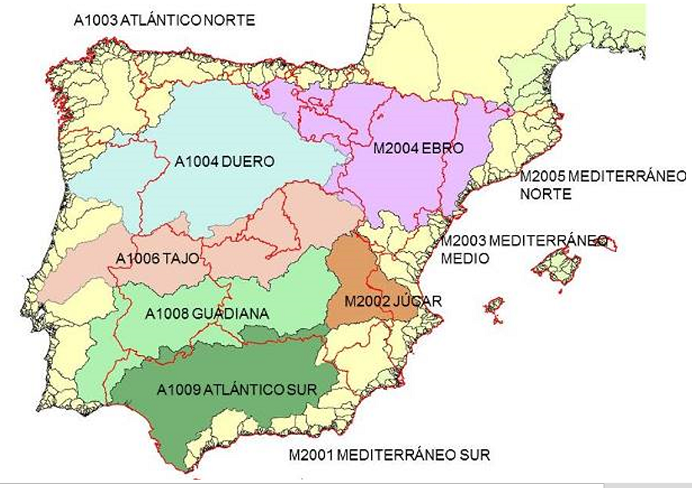 A1003 ATLÁNTICO NORTE
M2004 EBRO
A1004 DUERO
M2005 MEDITERRÁNEO
NORTE
M2003 MEDITERRÁNEO
MEDIO
A1006 TAJO
M2002 JÚCAR
A1008 GUADIANA
A1009 ATLÁNTICO SUR
M2001 MEDITERRÁNEO SUR